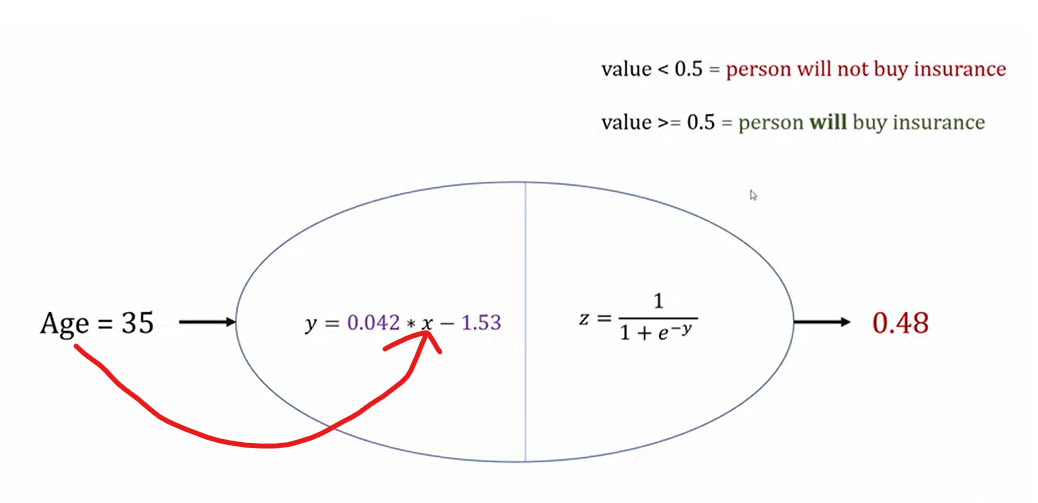 value < 0.5 = person will not buy insurance
value >= 0.5 = person will buy insurance
Age = 35
y = 0.042 * x − 1.53
z = 1 / (1 + e^−y)
0.48